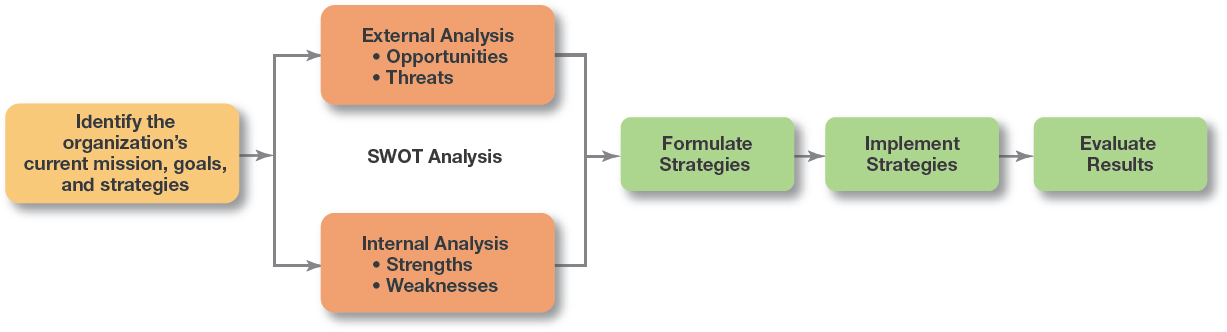 Identify the
organization's
current mission, goals,
and strategies
External Analysis
• Opportunities
• Threats
SWOT Analysis
Internal Analysis
• Strengths
• Weaknesses
Formulate
Strategies
Implement
Strategies
Evaluate
Results